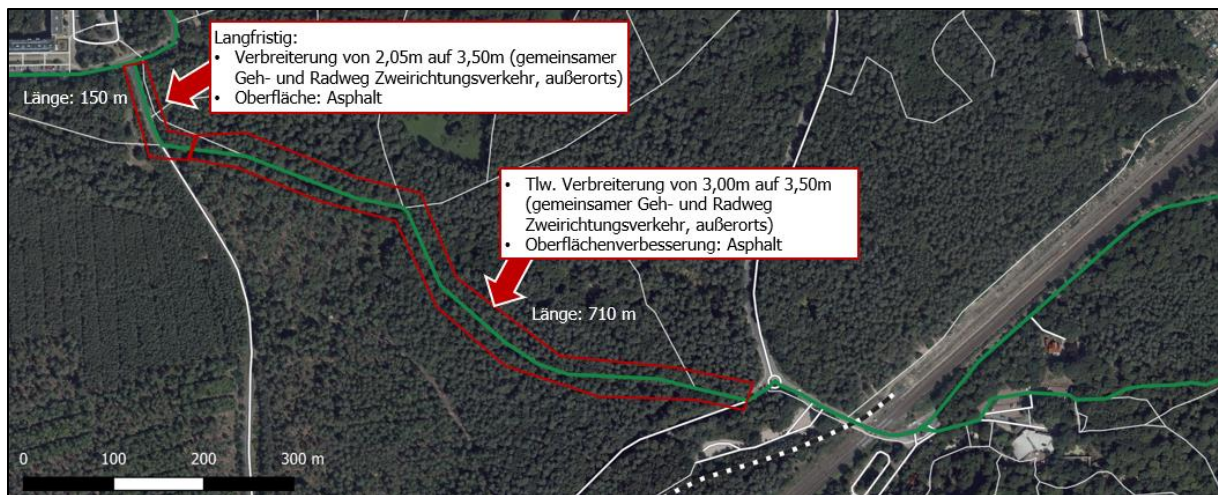 Langfristig:
• Verbreiterung von 2,05m auf 3,50m (gemeinsamer
Geh- und Radweg Zweirichtungsverkehr, außerorts)
• Oberfläche: Asphalt
Länge: 150 m
• Tlw. Verbreiterung von 3,00m auf 3,50m
(gemeinsamer Geh- und Radweg
Zweirichtungsverkehr, außerorts)
• Oberflächenverbesserung: Asphalt
Länge: 710 m
0 100 200 300 m